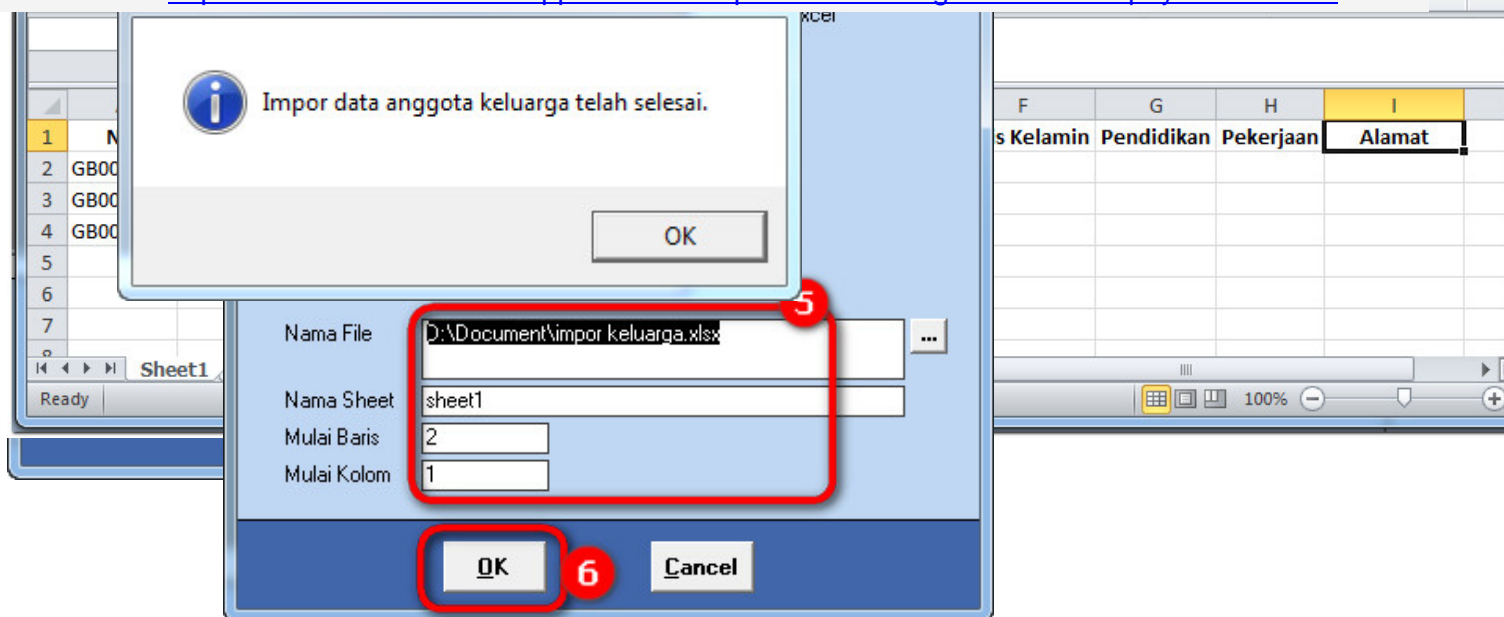 xcel
Impor data anggota keluarga telah selesai.
OK
F G H I
1 N s Kelamin Pendidikan Pekerjaan Alamat
2 GB00
3 GB00
4 GB00
5
6
7
Sheet1
Ready
100%
5
Nama File D:\Document\impor keluarga.xlsx ...
Nama Sheet sheet1
Mulai Baris 2
Mulai Kolom 1
OK 6 Cancel